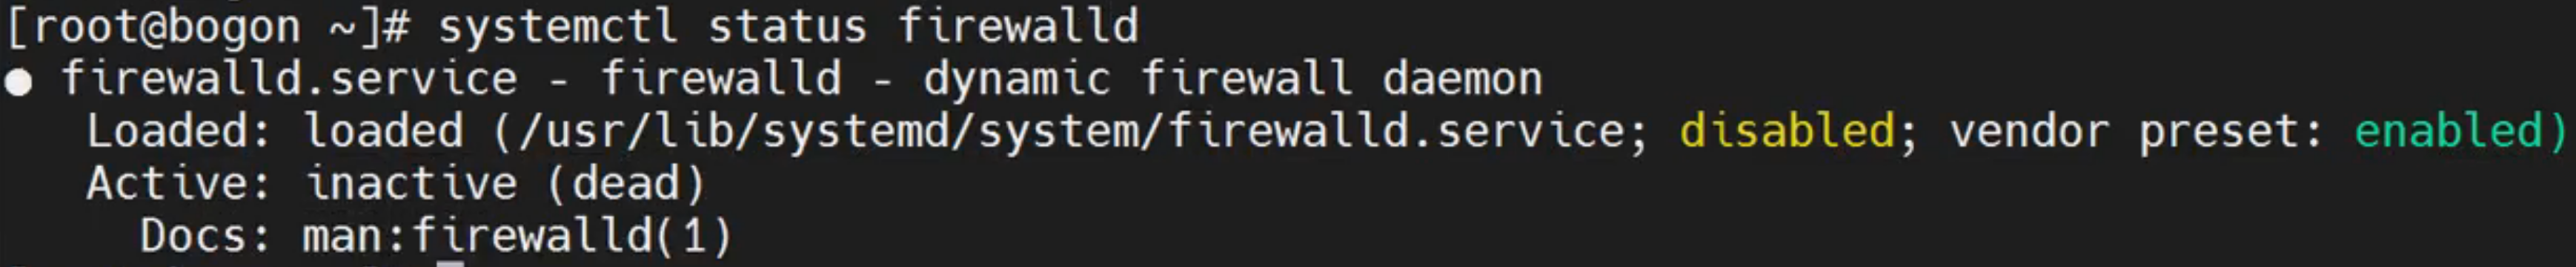 [root@bogon ~]# systemctl status firewalld
● firewalld.service - firewalld - dynamic firewall daemon
   Loaded: loaded (/usr/lib/systemd/system/firewalld.service; disabled; vendor preset: enabled)
   Active: inactive (dead)
     Docs: man:firewalld(1)